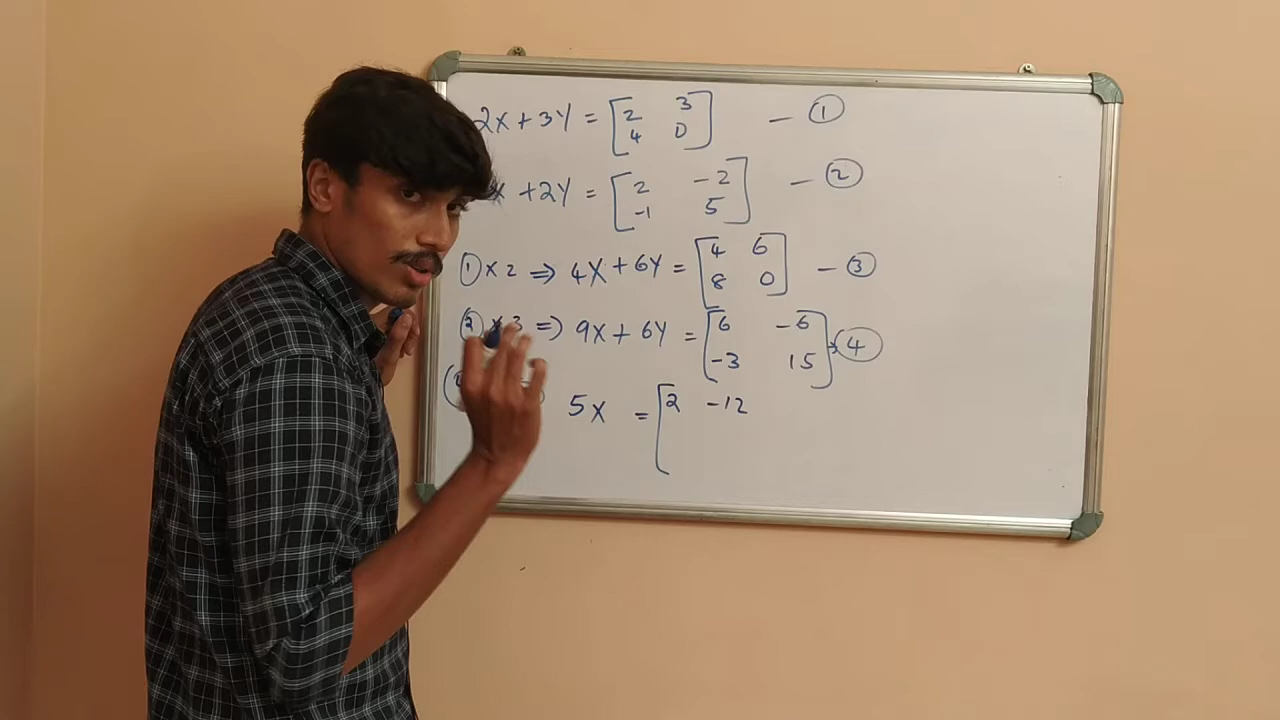 2X + 3Y = [2 3 4 0] - ①
X + 2Y = [2 -2 -1 5] - ②
① x 2 ⇒ 4X + 6Y = [4 6 8 0] - ③
② x 3 ⇒ 9X + 6Y = [6 -6 -3 15] → ④
5X = [2 -12